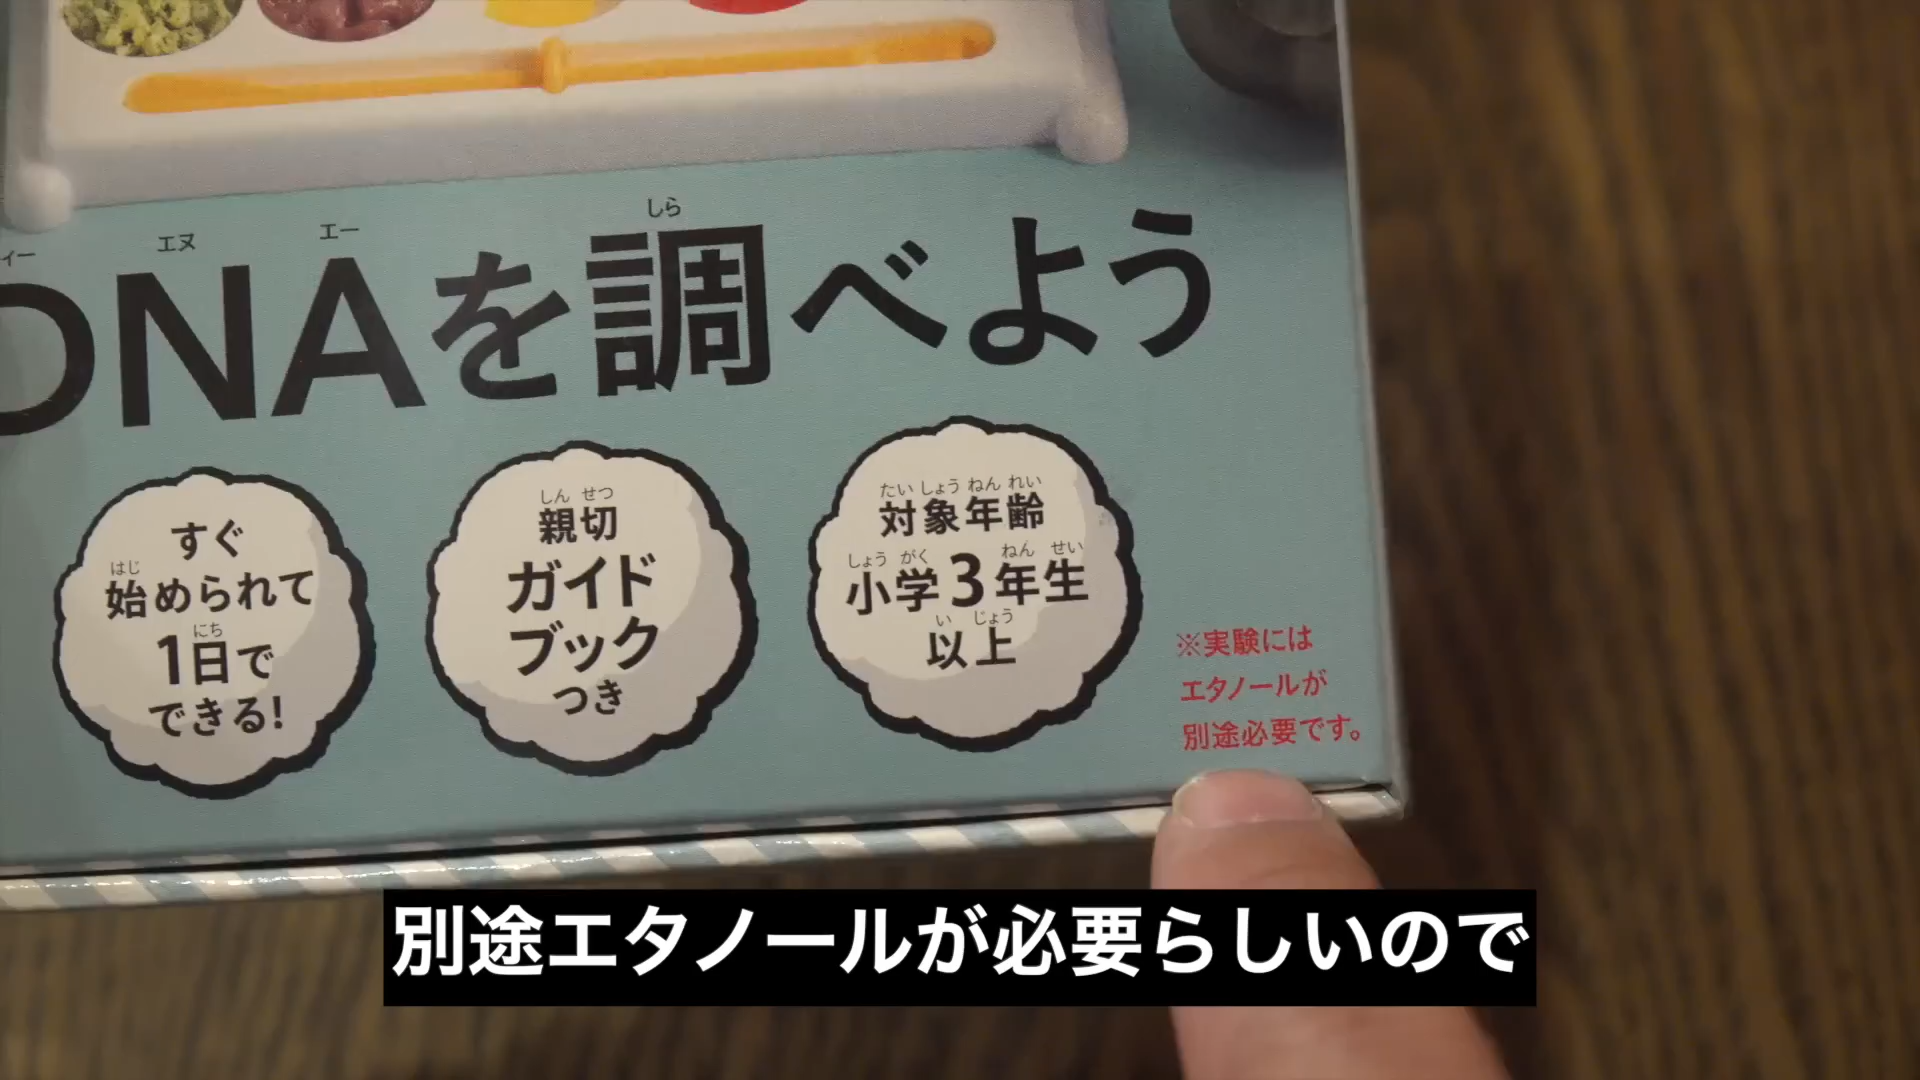 ィー エヌ エー しら
DNAを調べよう
すぐ
はじ
始められて
にち
1日で
できる!
しん せつ
親切
ガイド
ブック
つき
たい しょう ねん れい
対象年齢
しょう がく ねん せい
小学3年生
い じょう
以上
※実験には
エタノールが
別途必要です。
別途エタノールが必要らしいので